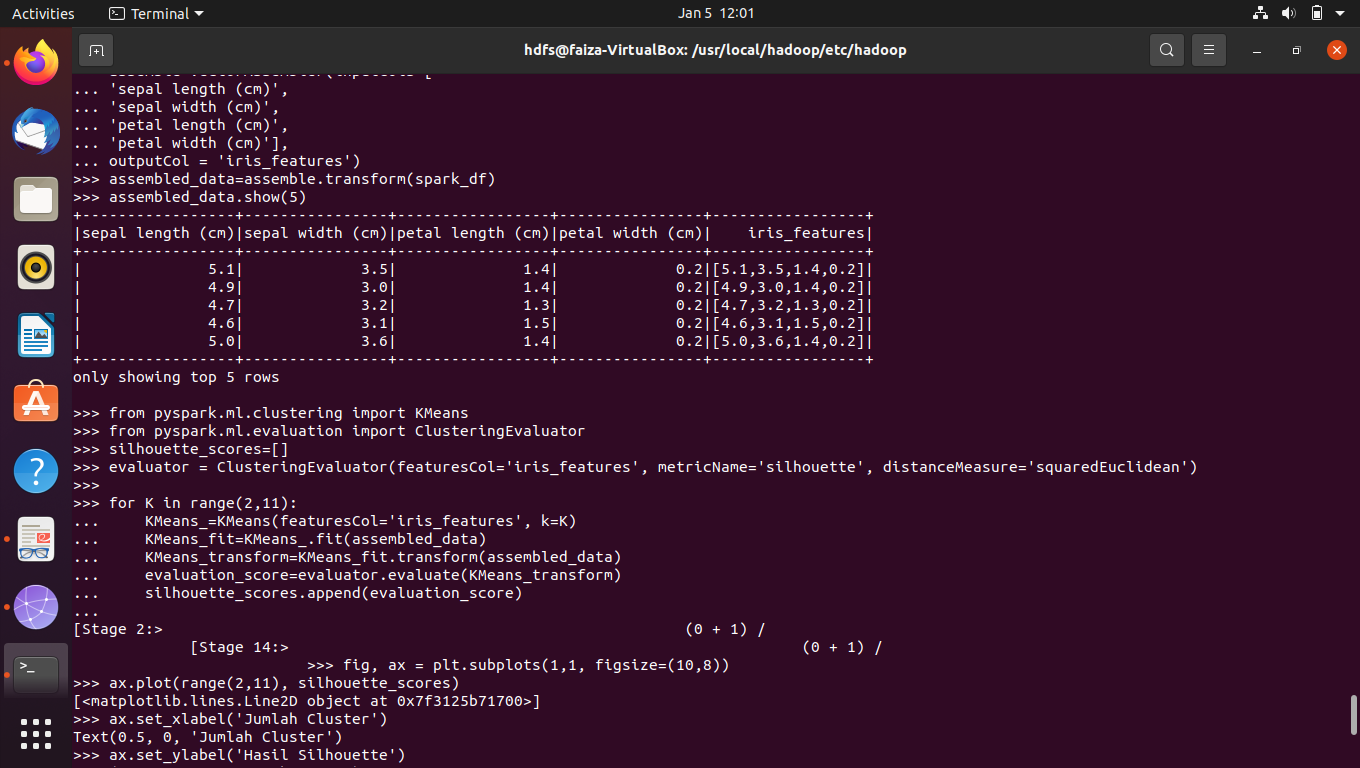 Activities Terminal Jan 5 12:01
hdfs@faiza-VirtualBox: /usr/local/hadoop/etc/hadoop
... 'sepal length (cm)',
... 'sepal width (cm)',
... 'petal length (cm)',
... 'petal width (cm)'],
... outputCol = 'iris_features')
>>> assembled_data=assemble.transform(spark_df)
>>> assembled_data.show(5)
+-----------------+----------------+-----------------+----------------+-----------------+
|sepal length (cm)|sepal width (cm)|petal length (cm)|petal width (cm)|    iris_features|
+-----------------+----------------+-----------------+----------------+-----------------+
|              5.1|             3.5|              1.4|             0.2|[5.1,3.5,1.4,0.2]|
|              4.9|             3.0|              1.4|             0.2|[4.9,3.0,1.4,0.2]|
|              4.7|             3.2|              1.3|             0.2|[4.7,3.2,1.3,0.2]|
|              4.6|             3.1|              1.5|             0.2|[4.6,3.1,1.5,0.2]|
|              5.0|             3.6|              1.4|             0.2|[5.0,3.6,1.4,0.2]|
+-----------------+----------------+-----------------+----------------+-----------------+
only showing top 5 rows
>>> from pyspark.ml.clustering import KMeans
>>> from pyspark.ml.evaluation import ClusteringEvaluator
>>> silhouette_scores=[]
>>> evaluator = ClusteringEvaluator(featuresCol='iris_features', metricName='silhouette', distanceMeasure='squaredEuclidean')
>>>
>>> for K in range(2,11):
...     KMeans_=KMeans(featuresCol='iris_features', k=K)
...     KMeans_fit=KMeans_.fit(assembled_data)
...     KMeans_transform=KMeans_fit.transform(assembled_data)
...     evaluation_score=evaluator.evaluate(KMeans_transform)
...     silhouette_scores.append(evaluation_score)
...
[Stage 2:>                                                          (0 + 1) /
[Stage 14:>                                                         (0 + 1) /
>>> fig, ax = plt.subplots(1,1, figsize=(10,8))
>>> ax.plot(range(2,11), silhouette_scores)
[<matplotlib.lines.Line2D object at 0x7f3125b71700>]
>>> ax.set_xlabel('Jumlah Cluster')
Text(0.5, 0, 'Jumlah Cluster')
>>> ax.set_ylabel('Hasil Silhouette')